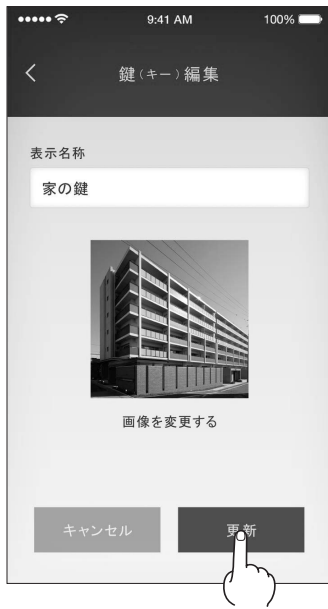 9:41 AM 100%
鍵（キー）編集
表示名称
家の鍵
画像を変更する
キャンセル 更新